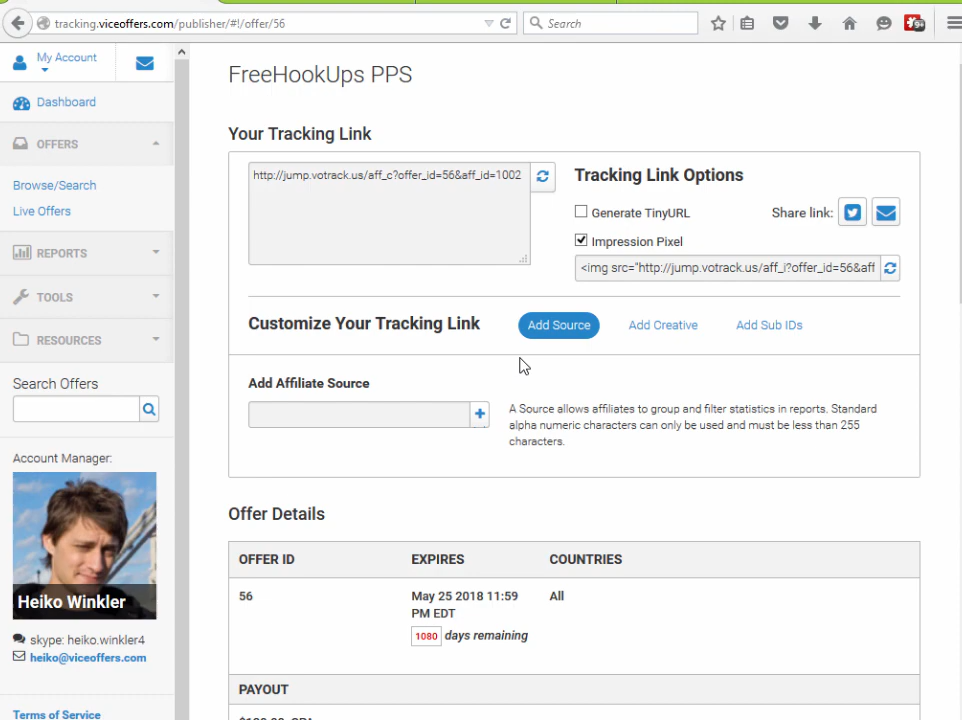 tracking.viceoffers.com/publisher/#!/offer/56
Search
9+
My Account
Dashboard
OFFERS
Browse/Search
Live Offers
REPORTS
TOOLS
RESOURCES
Search Offers
Account Manager:
Heiko Winkler
skype: heiko.winkler4
heiko@viceoffers.com
Terms of Service
FreeHookUps PPS
Your Tracking Link
http://jump.votrack.us/aff_c?offer_id=56&aff_id=1002
Tracking Link Options
Generate TinyURL
Share link:
Impression Pixel
<img src="http://jump.votrack.us/aff_i?offer_id=56&aff
Customize Your Tracking Link
Add Source
Add Creative
Add Sub IDs
Add Affiliate Source
A Source allows affiliates to group and filter statistics in reports. Standard
alpha numeric characters can only be used and must be less than 255
characters.
Offer Details
OFFER ID
EXPIRES
COUNTRIES
56
May 25 2018 11:59
PM EDT
1080 days remaining
All
PAYOUT